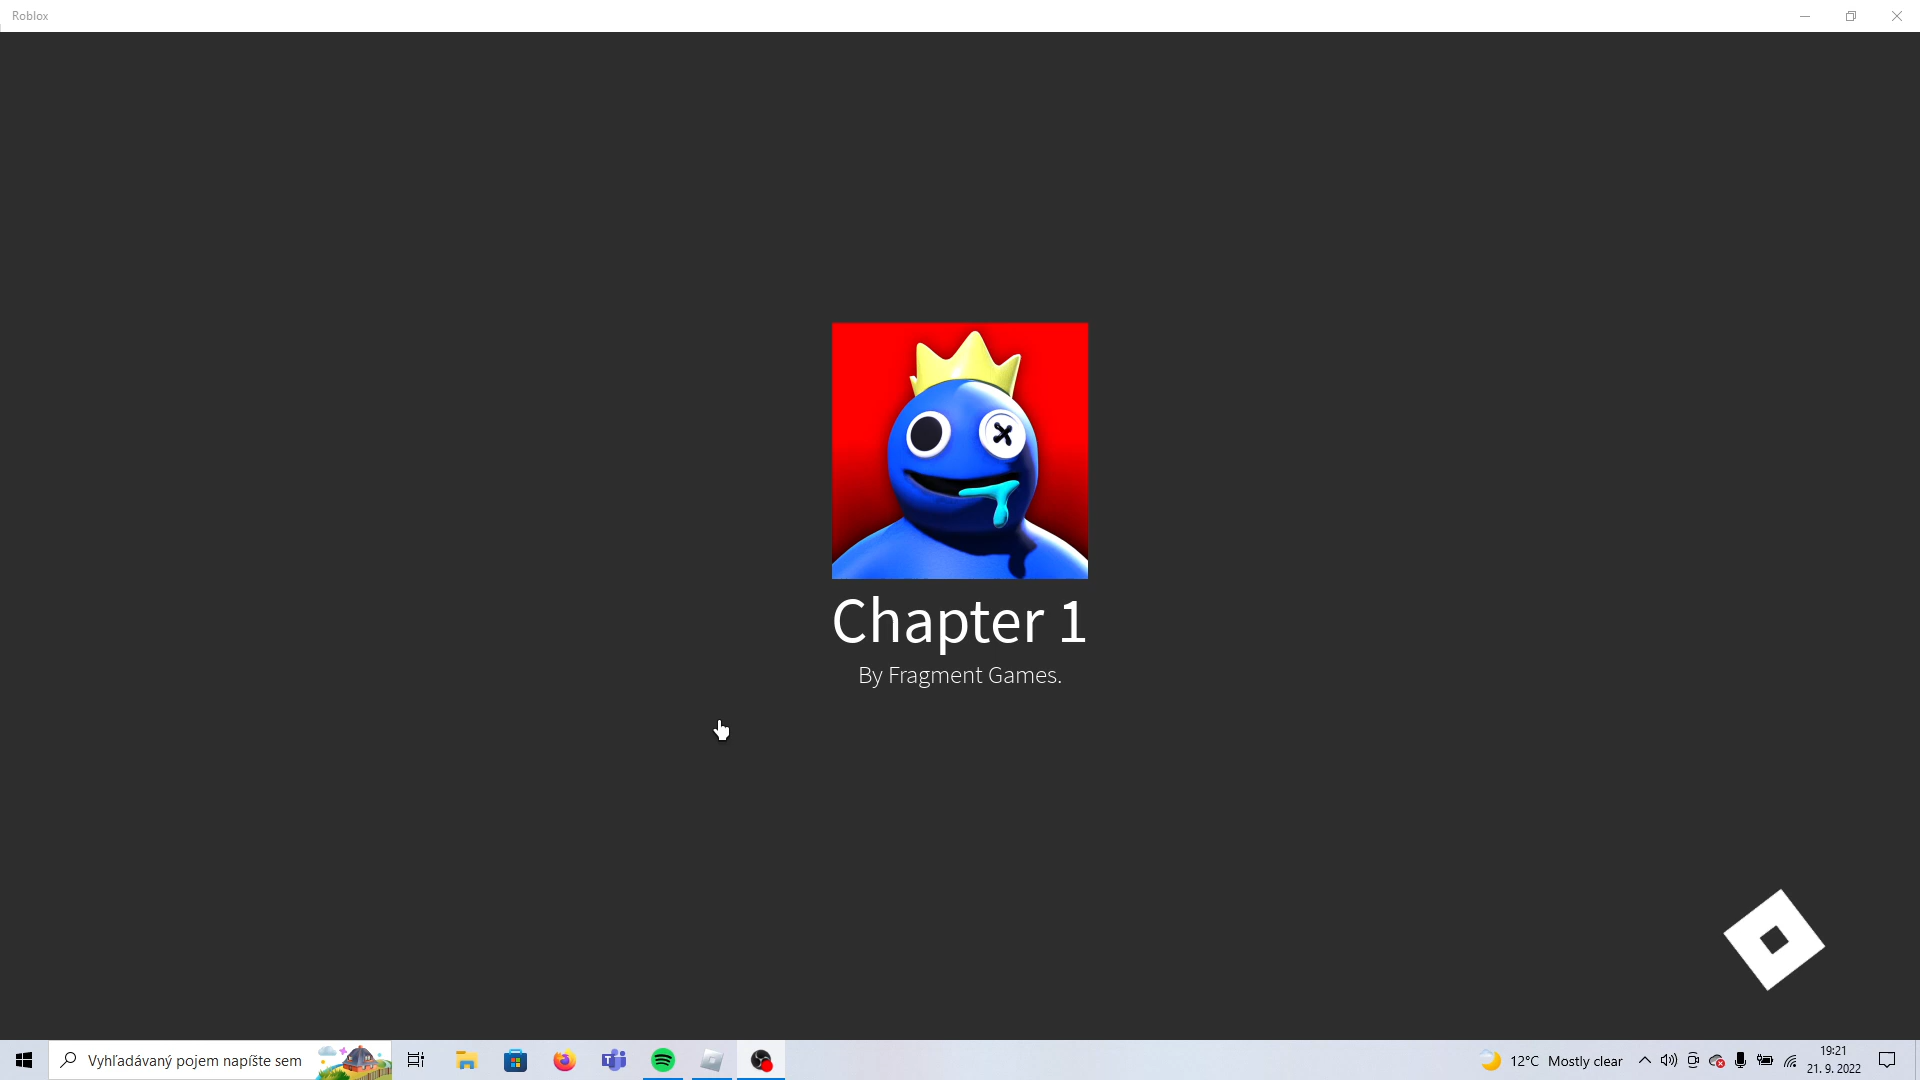 Roblox
Chapter 1
By Fragment Games.
Vyhľadávaný pojem napíšte sem
12°C Mostly clear
19:21
21. 9. 2022